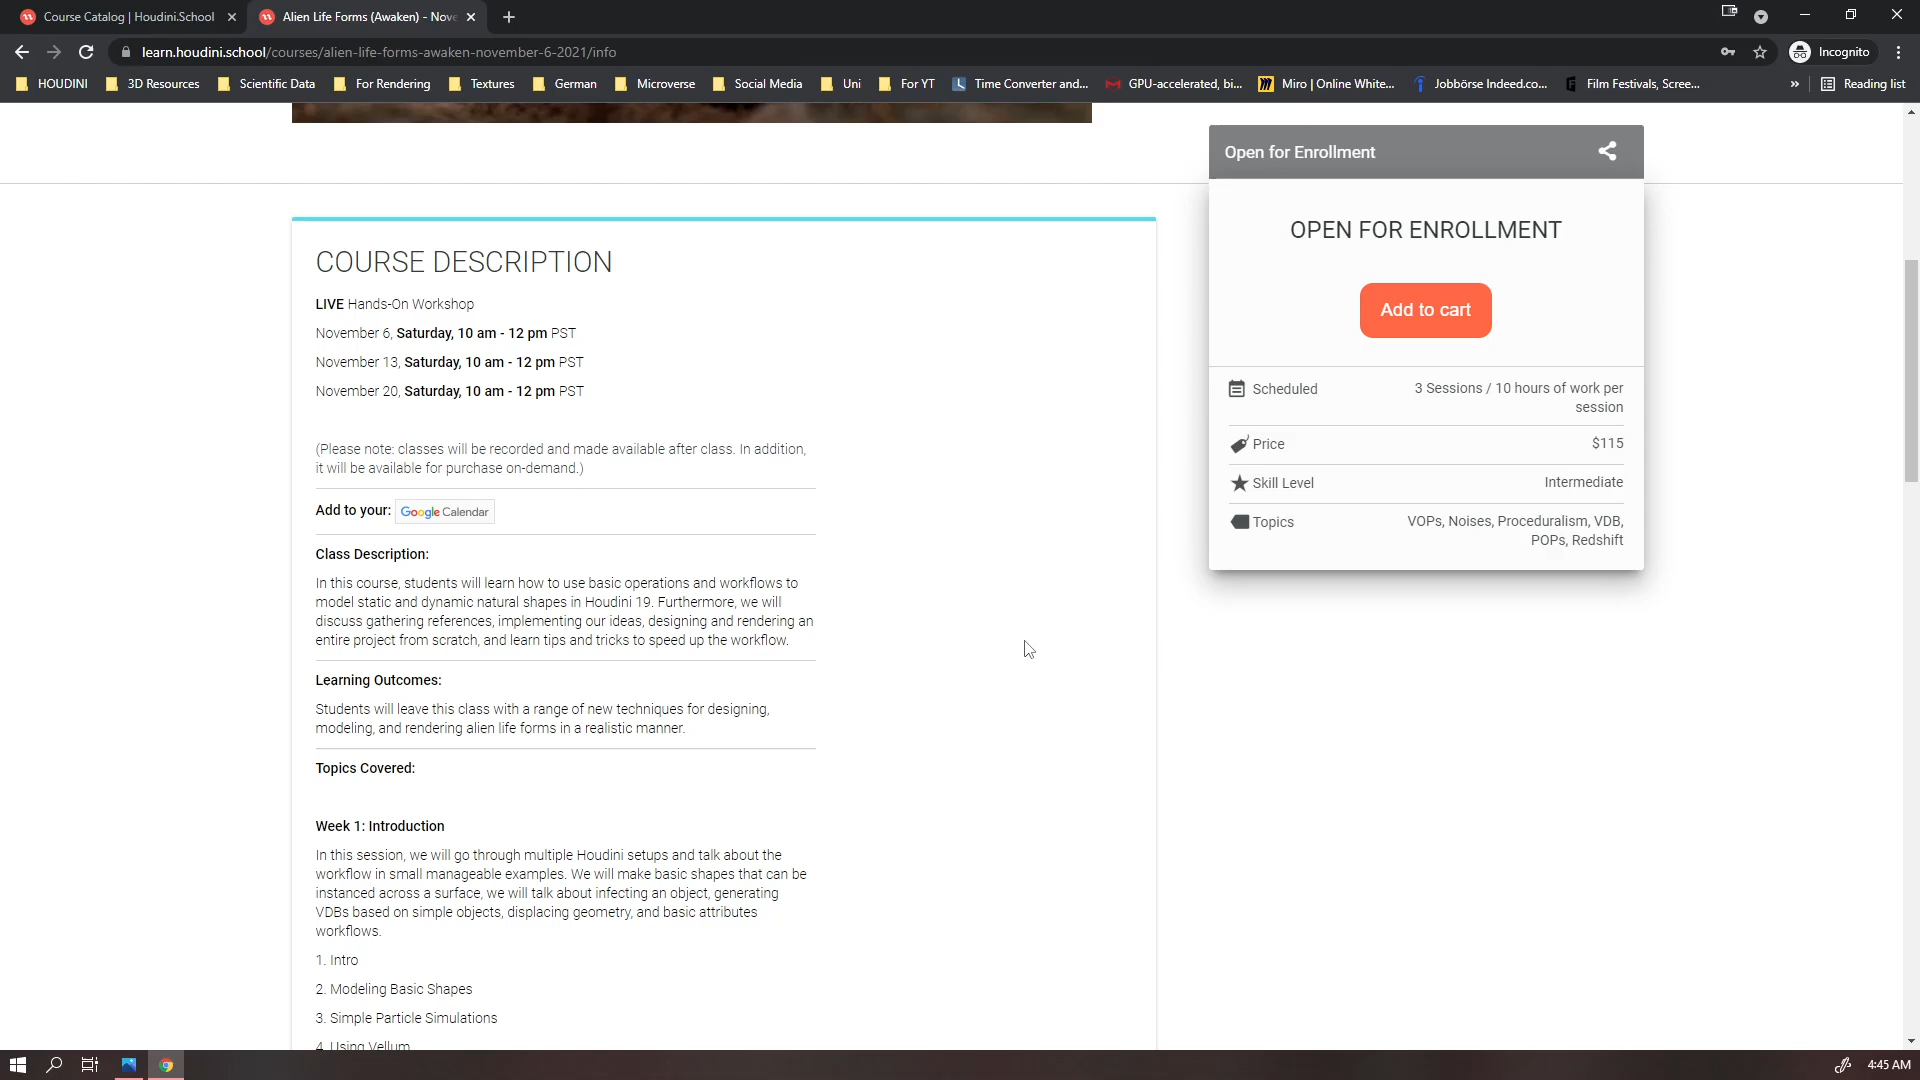 Course Catalog | Houdini.School
Alien Life Forms (Awaken) - Nove
learn.houdini.school/courses/alien-life-forms-awaken-november-6-2021/info
Incognito
HOUDINI
3D Resources
Scientific Data
For Rendering
Textures
German
Microverse
Social Media
Uni
For YT
Time Converter and...
GPU-accelerated, bi...
Miro | Online White...
Jobbörse Indeed.co...
Film Festivals, Scree...
»
Reading list
Open for Enrollment
OPEN FOR ENROLLMENT
Add to cart
Scheduled
3 Sessions / 10 hours of work per
session
Price
$115
Skill Level
Intermediate
Topics
VOPs, Noises, Proceduralism, VDB,
POPs, Redshift
COURSE DESCRIPTION
LIVE Hands-On Workshop
November 6, Saturday, 10 am - 12 pm PST
November 13, Saturday, 10 am - 12 pm PST
November 20, Saturday, 10 am - 12 pm PST
(Please note: classes will be recorded and made available after class. In addition,
it will be available for purchase on-demand.)
Add to your: Google Calendar
Class Description:
In this course, students will learn how to use basic operations and workflows to
model static and dynamic natural shapes in Houdini 19. Furthermore, we will
discuss gathering references, implementing our ideas, designing and rendering an
entire project from scratch, and learn tips and tricks to speed up the workflow.
Learning Outcomes:
Students will leave this class with a range of new techniques for designing,
modeling, and rendering alien life forms in a realistic manner.
Topics Covered:
Week 1: Introduction
In this session, we will go through multiple Houdini setups and talk about the
workflow in small manageable examples. We will make basic shapes that can be
instanced across a surface, we will talk about infecting an object, generating
VDBs based on simple objects, displacing geometry, and basic attributes
workflows.
1. Intro
2. Modeling Basic Shapes
3. Simple Particle Simulations
4. Using Vellum
4:45 AM